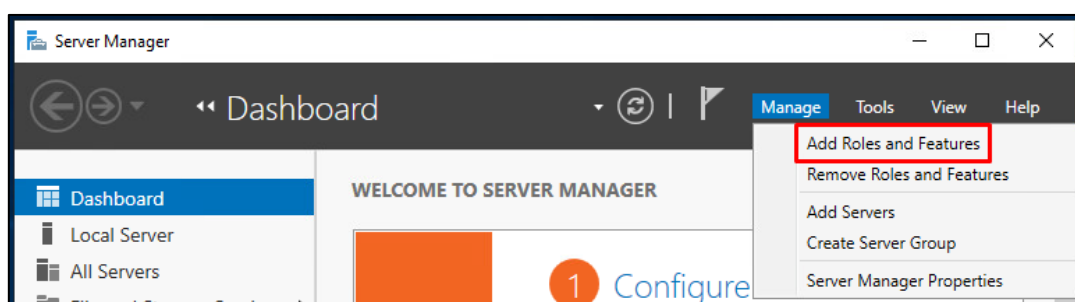 Server Manager
Dashboard
Manage Tools View Help
Add Roles and Features
Remove Roles and Features
Add Servers
Create Server Group
Server Manager Properties
Dashboard
Local Server
All Servers
WELCOME TO SERVER MANAGER
1 Configure